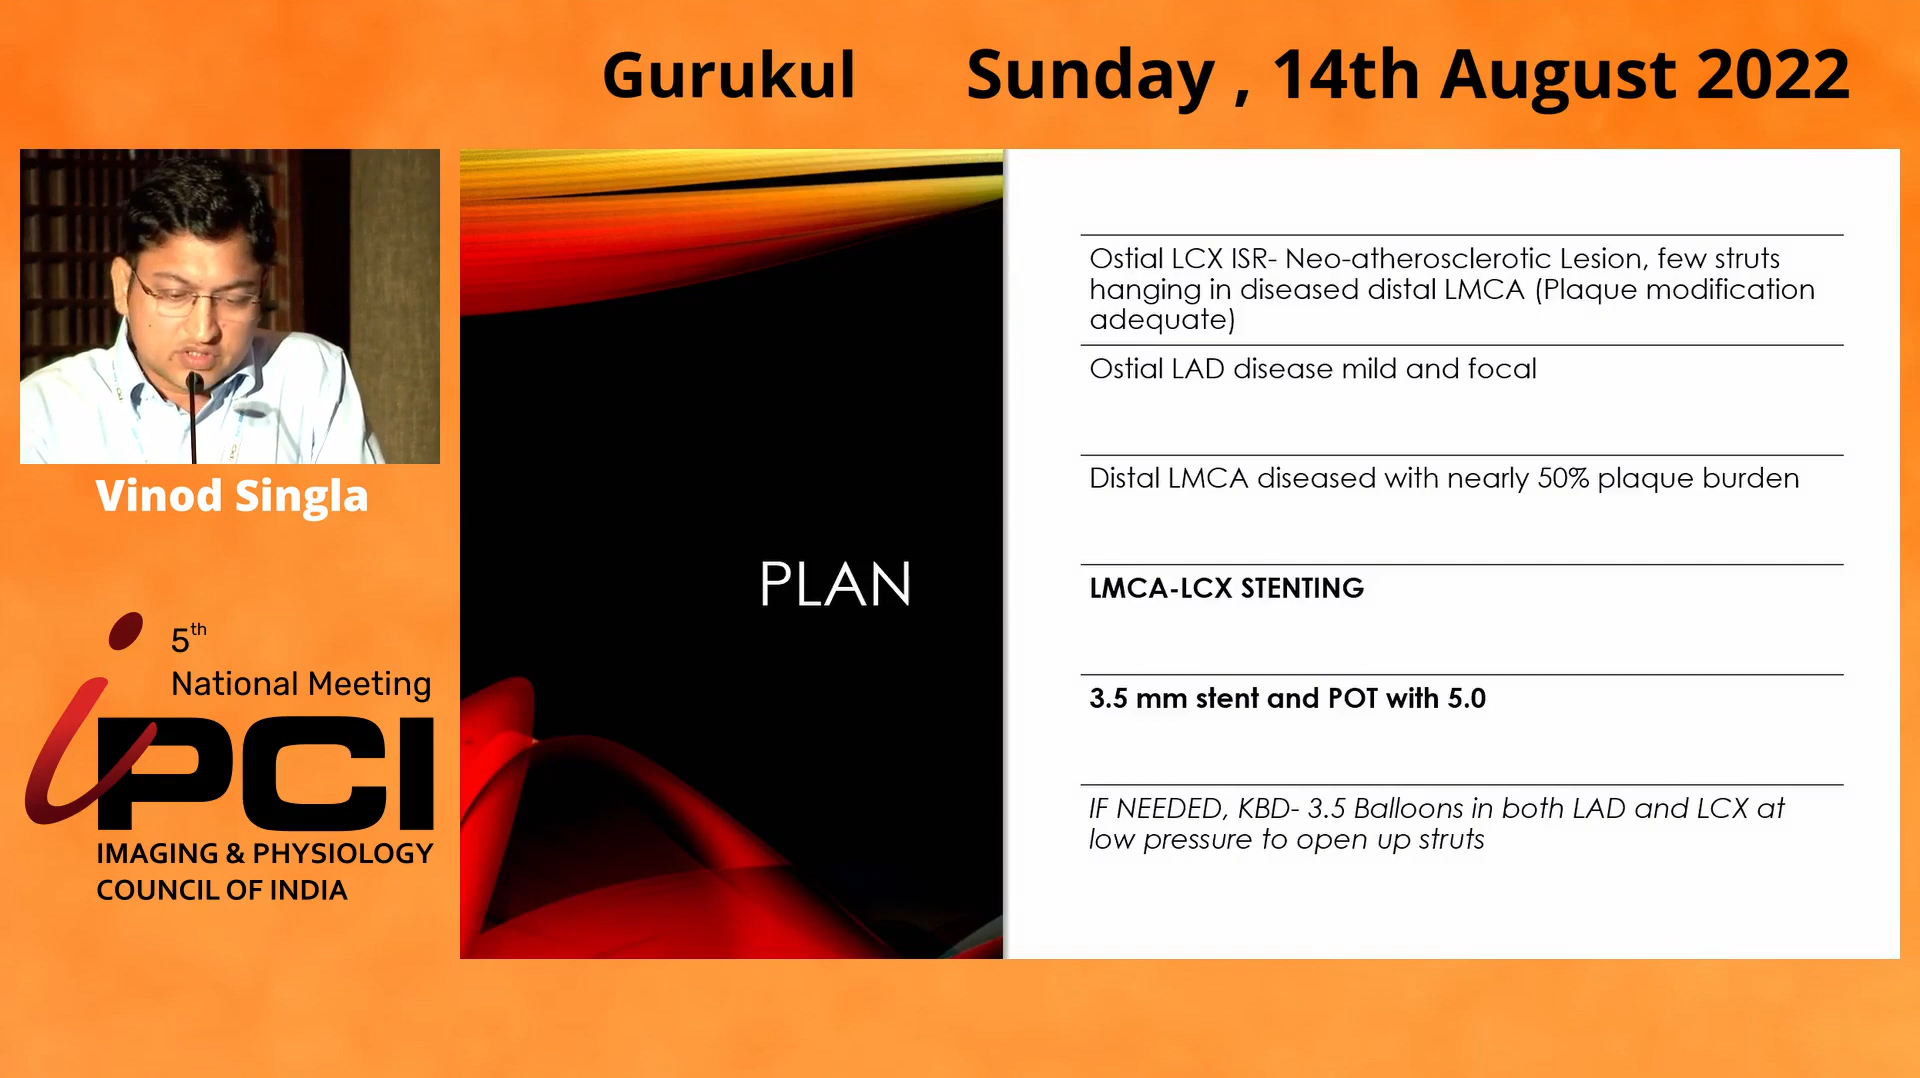 Gurukul
Sunday , 14th August 2022
Vinod Singla
5th
National Meeting
iPCI
IMAGING & PHYSIOLOGY
COUNCIL OF INDIA
PLAN
Ostial LCX ISR- Neo-atherosclerotic Lesion, few struts
hanging in diseased distal LMCA (Plaque modification
adequate)
Ostial LAD disease mild and focal
Distal LMCA diseased with nearly 50% plaque burden
LMCA-LCX STENTING
3.5 mm stent and POT with 5.0
IF NEEDED, KBD- 3.5 Balloons in both LAD and LCX at
low pressure to open up struts